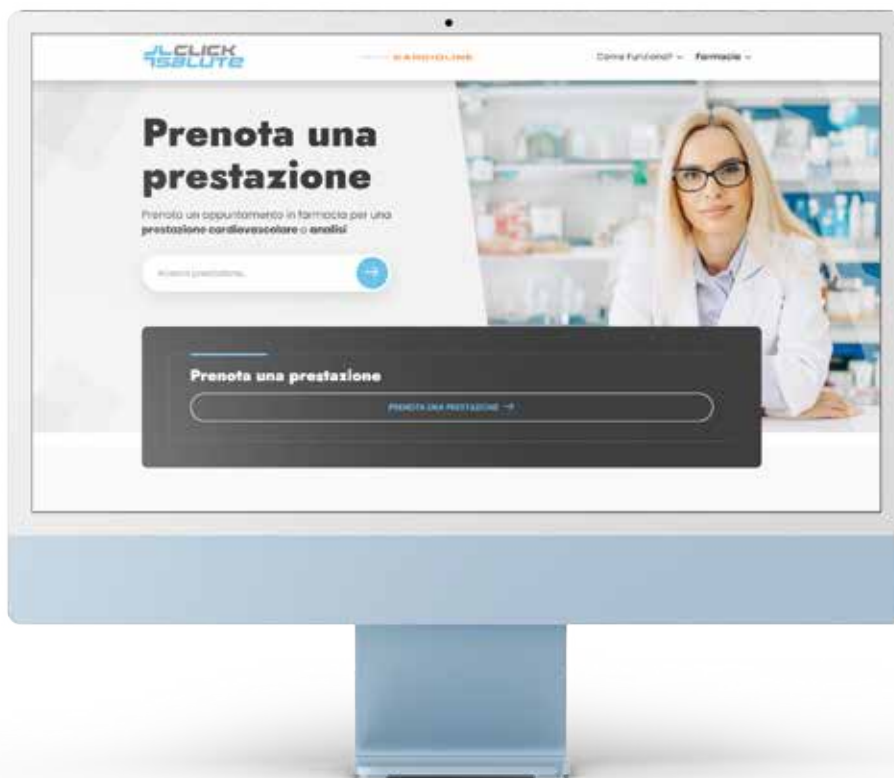 CLICK
SALUTE
CARDIOLINE
Come Funziona?
Farmacia
Prenota una
prestazione
Prenota un appuntamento in farmacia per una
prestazione cardiovascolare o analisi
Prenota una prestazione
PRENOTA UNA PRESTAZIONE →